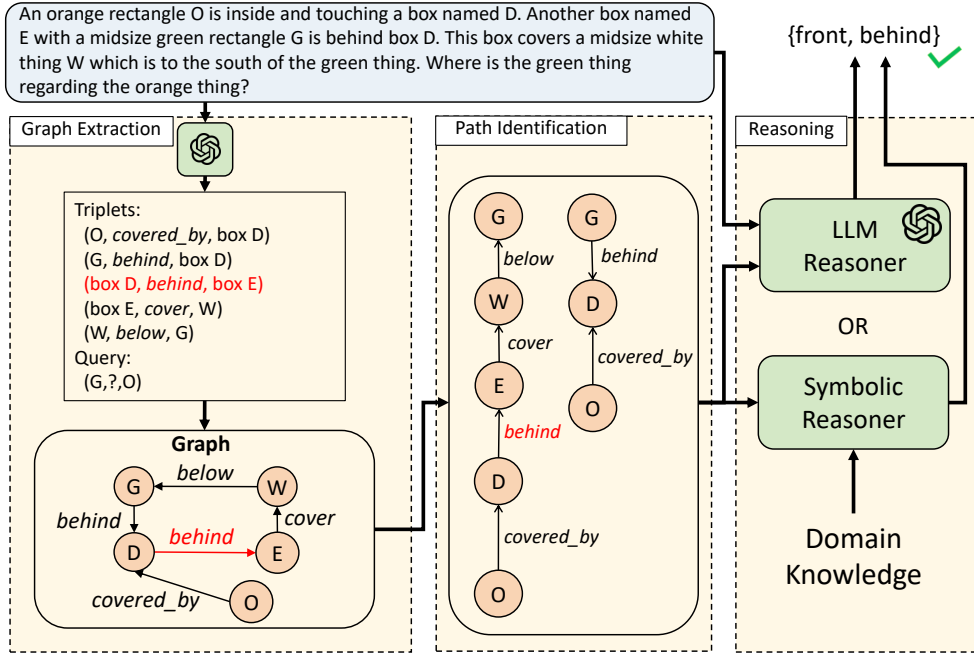 An orange rectangle O is inside and touching a box named D. Another box named
E with a midsize green rectangle G is behind box D. This box covers a midsize white
thing W which is to the south of the green thing. Where is the green thing
regarding the orange thing?
{front, behind}
Graph Extraction
Path Identification
Reasoning
Triplets:
(O, covered_by, box D)
(G, behind, box D)
(box D, behind, box E)
(box E, cover, W)
(W, below, G)
Query:
(G,?,O)
Graph
G
below
W
behind
behind
cover
D
E
covered_by
O
G
below
W
cover
E
behind
D
covered_by
O
G
behind
D
covered_by
O
LLM
Reasoner
OR
Symbolic
Reasoner
Domain
Knowledge